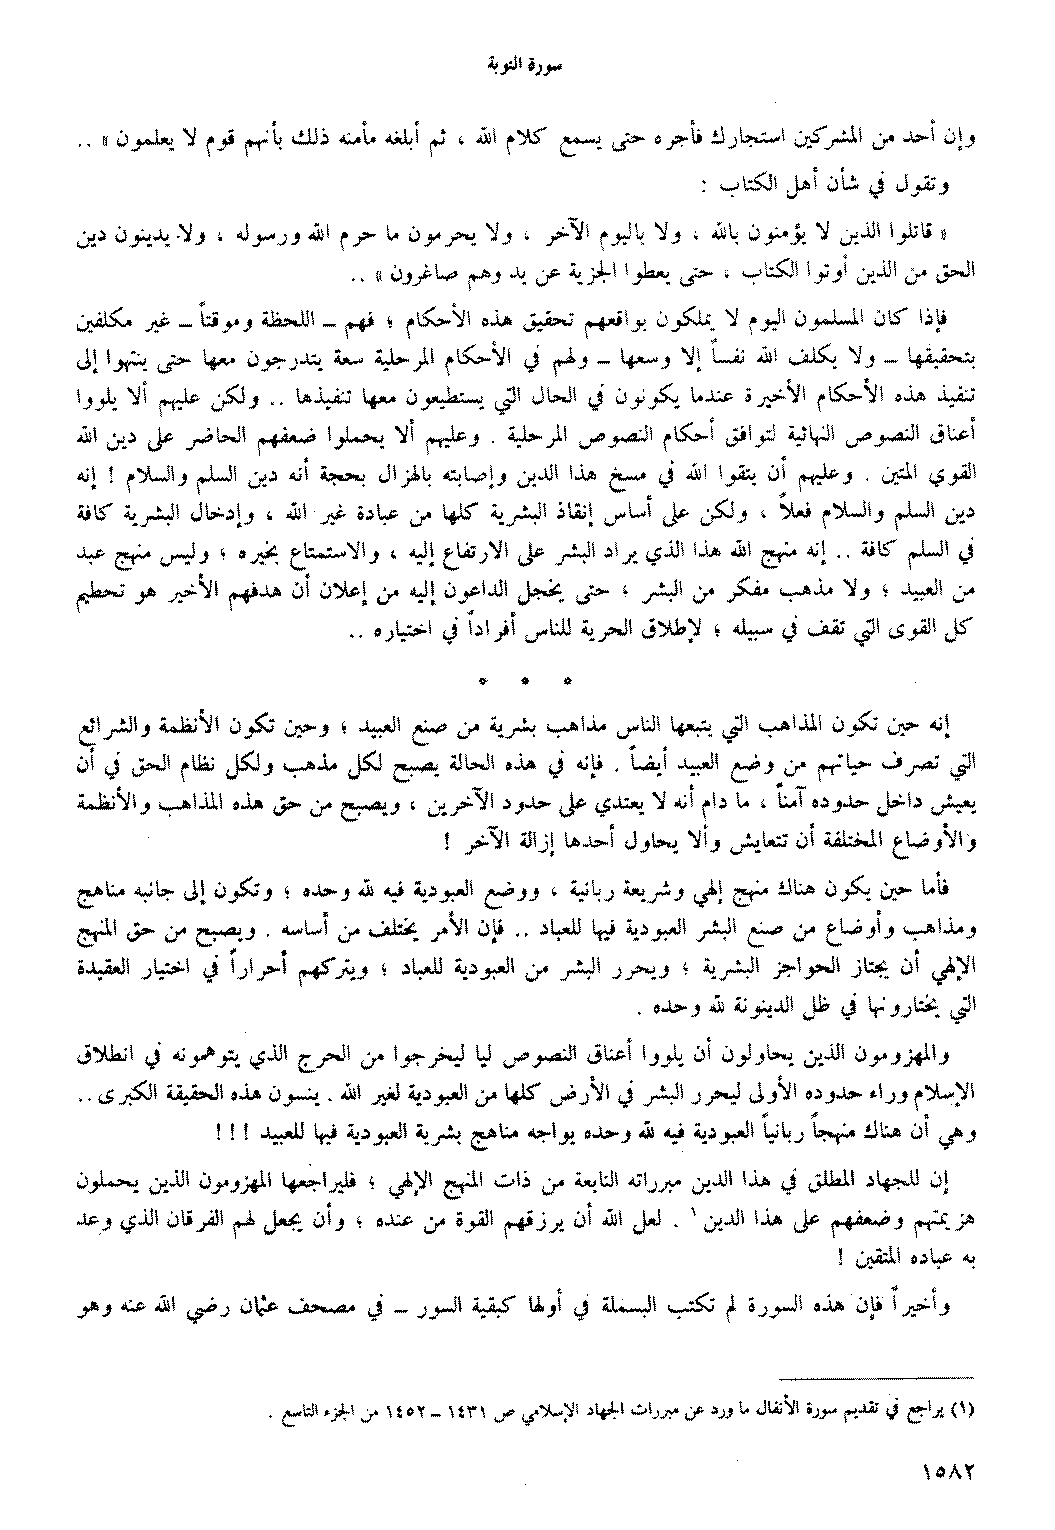 سورة التوبة
وإن أحد من المشركين استجارك فأجره حتى يسمع كلام الله ، ثم أبلغه مأمنه ذلك بأنهم قوم لا يعلمون » ..
وتقول في شأن أهل الكتاب :
« قاتلوا الذين لا يؤمنون بالله ، ولا باليوم الآخر ، ولا يحرمون ما حرم الله ورسوله ، ولا يدينون دين
الحق من الذين أوتوا الكتاب ، حتى يعطوا الجزية عن يد وهم صاغرون » ..
فإذا كان المسلمون اليوم لا يملكون بواقعهم تحقيق هذه الأحكام ؛ فهم – اللحظة وموقتاً – غير مكلفين
بتحقيقها – ولا يكلف الله نفساً إلا وسعها – ولهم في الأحكام المرحلية سعة يتدرجون معها حتى ينتهوا إلى
تنفيذ هذه الأحكام الأخيرة عندما يكونون في الحال التي يستطيعون معها تنفيذها .. ولكن عليهم ألا يلووا
أعناق النصوص النهائية لتوافق أحكام النصوص المرحلية . وعليهم ألا يحملوا ضعفهم الحاضر على دين الله
القوي المتين . وعليهم أن يتقوا الله في مسخ هذا الدين وإصابته بالهزال بحجة أنه دين السلم والسلام ! إنه
دين السلم والسلام فعلاً ، ولكن على أساس إنقاذ البشرية كلها من عبادة غير الله ، وإدخال البشرية كافة
في السلم كافة .. إنه منهج الله هذا الذي يراد البشر على الارتفاع إليه ، والاستمتاع بخيره ؛ وليس منهج عبد
من العبيد ؛ ولا مذهب مفكر من البشر ؛ حتى يخجل الداعون إليه من إعلان أن هدفهم الأخير هو تحطيم
كل القوى التي تقف في سبيله ؛ لإطلاق الحرية للناس أفراداً في اختياره ..
* * *
إنه حين تكون المذاهب التي يتبعها الناس مذاهب بشرية من صنع العبيد ؛ وحين تكون الأنظمة والشرائع
التي تصرف حياتهم من وضع العبيد أيضاً . فإنه في هذه الحالة يصبح لكل مذهب ولكل نظام الحق في أن
يعيش داخل حدوده آمناً ، ما دام أنه لا يعتدي على حدود الآخرين ، ويصبح من حق هذه المذاهب والأنظمة
والأوضاع المختلفة أن تتعايش وألا يحاول أحدها إزالة الآخر !
فأما حين يكون هناك منهج إلهي وشريعة ربانية ، ووضع العبودية فيه لله وحده ؛ وتكون إلى جانبه مناهج
ومذاهب وأوضاع من صنع البشر العبودية فيها للعباد .. فإن الأمر يختلف من أساسه . ويصبح من حق المنهج
الإلهي أن يجتاز الحواجز البشرية ؛ ويحرر البشر من العبودية للعباد ؛ ويتركهم أحراراً في اختيار العقيدة
التي يختارونها في ظل الدينونة لله وحده .
والمهزومون الذين يحاولون أن يلووا أعناق النصوص ليا ليخرجوا من الحرج الذي يتوهمونه في انطلاق
الإسلام وراء حدوده الأولى ليحرر البشر في الأرض كلها من العبودية لغير الله . ينسون هذه الحقيقة الكبرى ..
وهي أن هناك منهجاً ربانياً العبودية فيه لله وحده يواجه مناهج بشرية العبودية فيها للعبيد !!!
إن للجهاد المطلق في هذا الدين مبرراته النابعة من ذات المنهج الإلهي ؛ فليراجعها المهزومون الذين يحملون
هزيمتهم وضعفهم على هذا الدين ١ . لعل الله أن يرزقهم القوة من عنده ؛ وأن يجعل لهم الفرقان الذي وعد
به عباده المتقين !
وأخيراً فإن هذه السورة لم تكتب البسملة في أولها كبقية السور – في مصحف عثمان رضي الله عنه وهو
(١) يراجع في تقديم سورة الأنفال ما ورد عن مبررات الجهاد الإسلامي ص ١٤٣١ – ١٤٥٢ من الجزء التاسع .
١٥٨٢